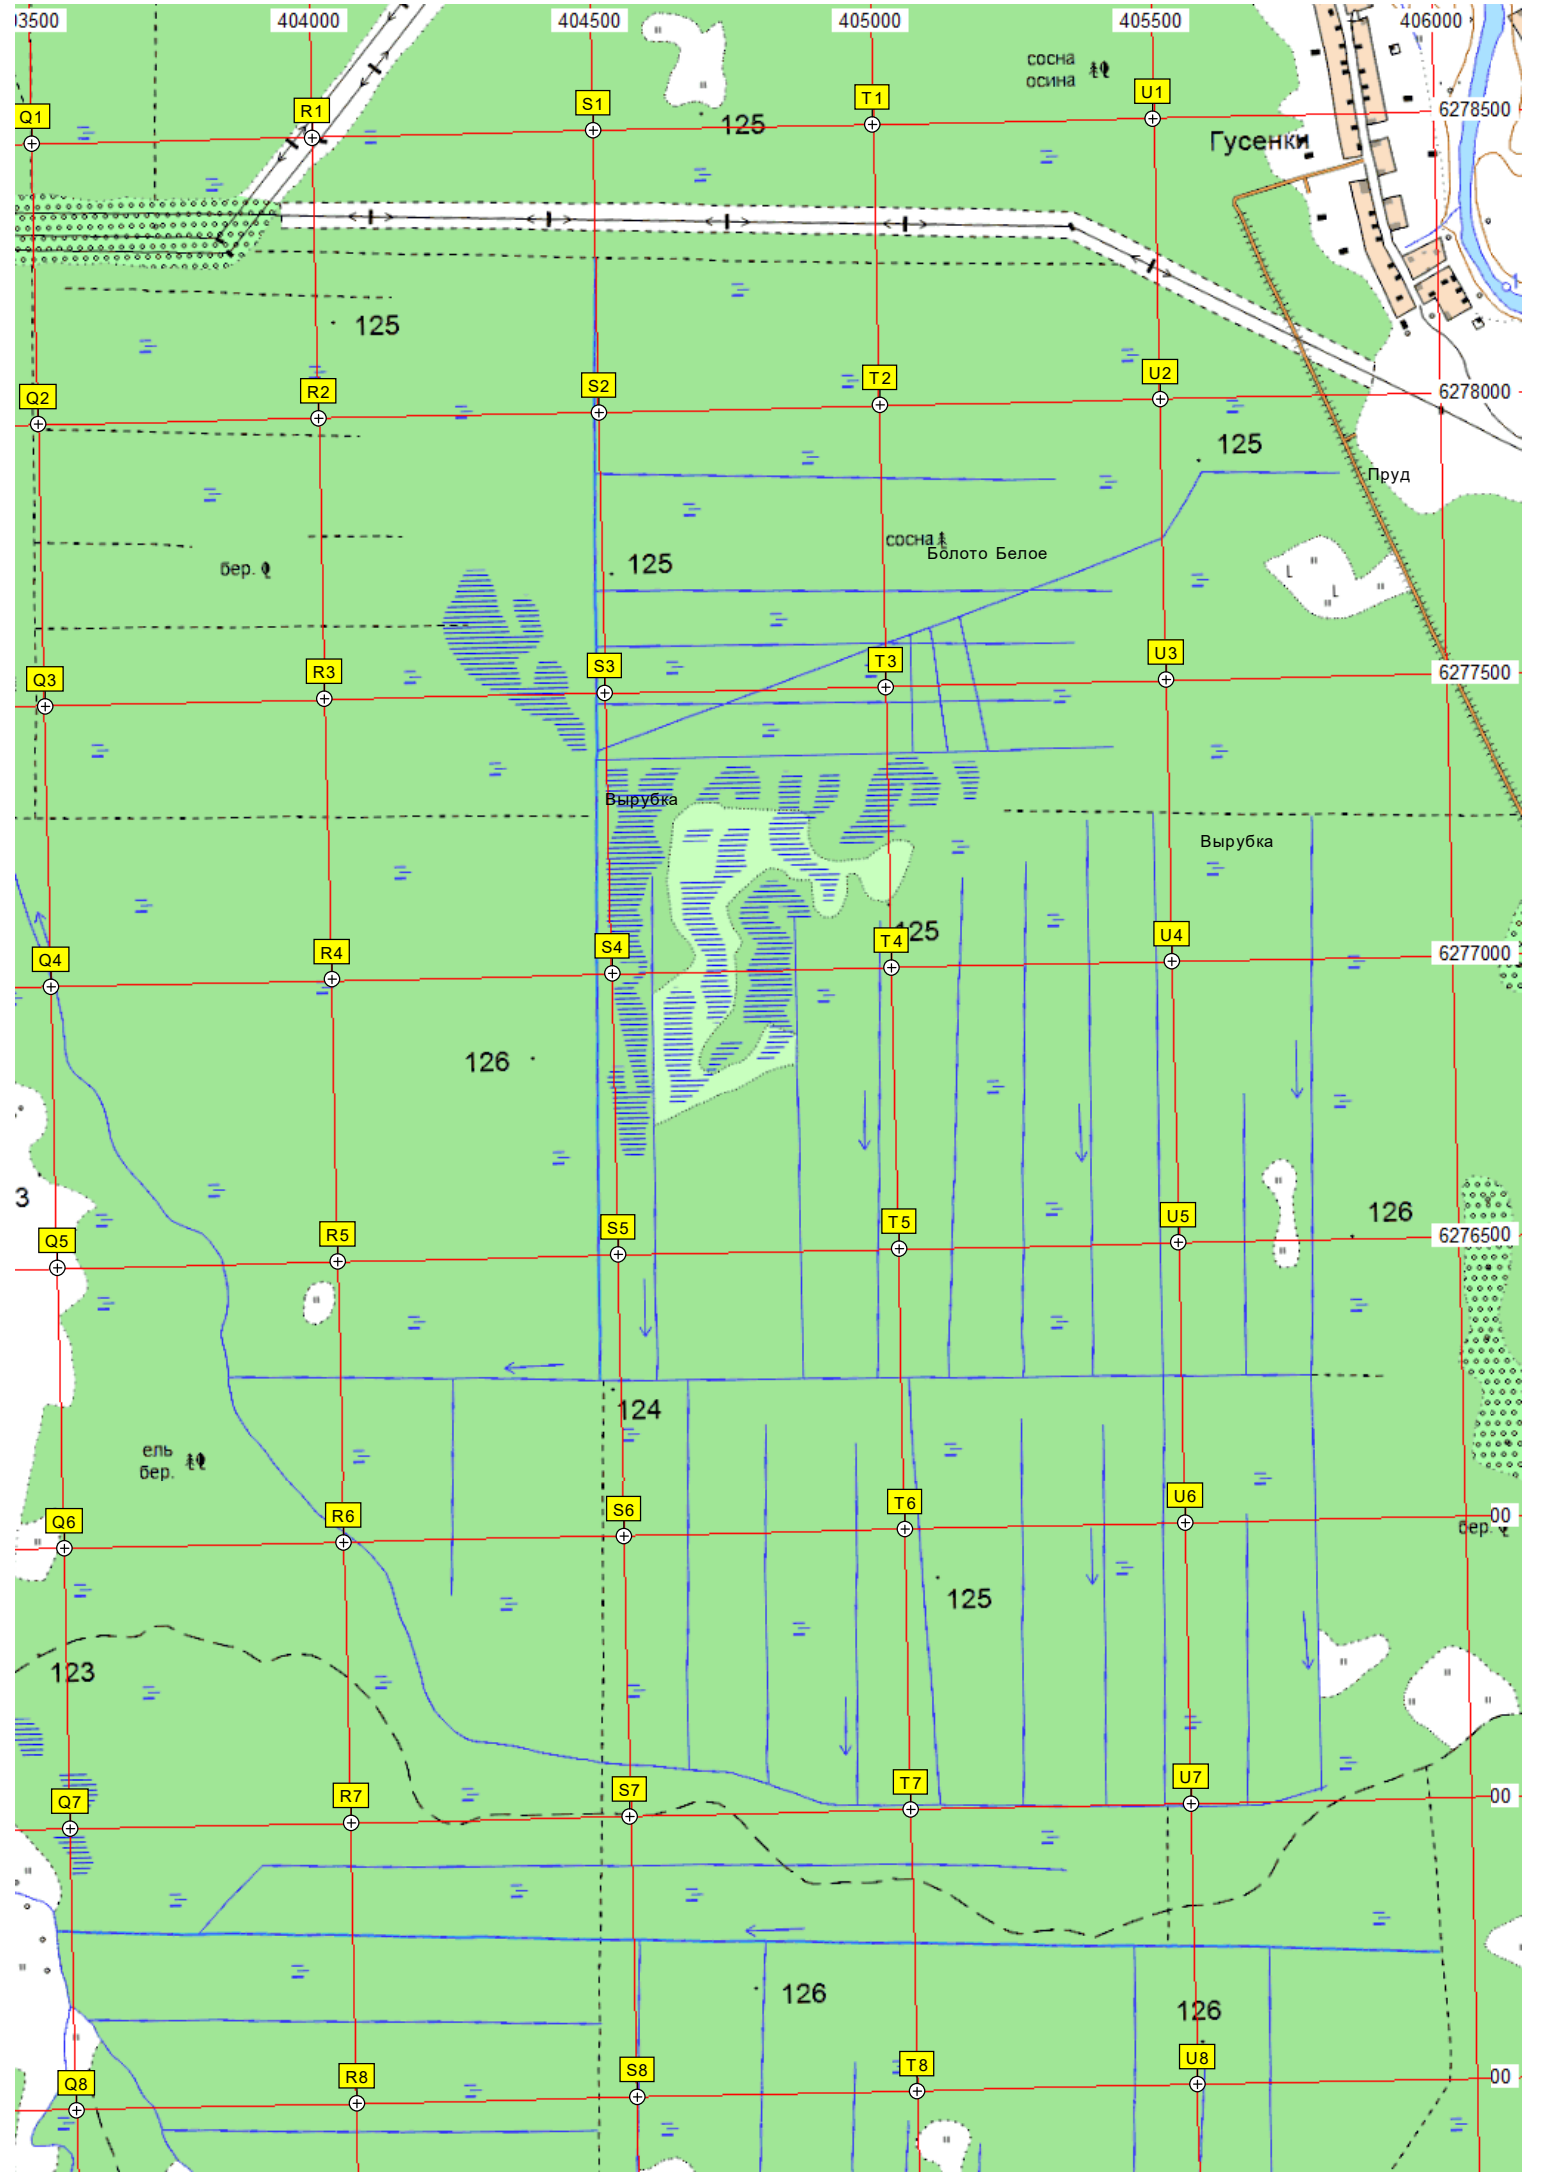 03500 404000 404500 405000 405500 406000
сосна
осина
Q1 R1 S1 T1 U1 6278500
125
Гусенки
125
Q2 R2 S2 T2 U2 6278000
125
Пруд
сосна
Болото Белое
125
бер.
Q3 R3 S3 T3 U3 6277500
Вырубка
Вырубка
125
Q4 R4 S4 T4 U4 6277000
126
3
126
Q5 R5 S5 T5 U5 6276500
124
ель
бер.
Q6 R6 S6 T6 U6 00
бер.
125
123
Q7 R7 S7 T7 U7 00
126
126
Q8 R8 S8 T8 U8 00